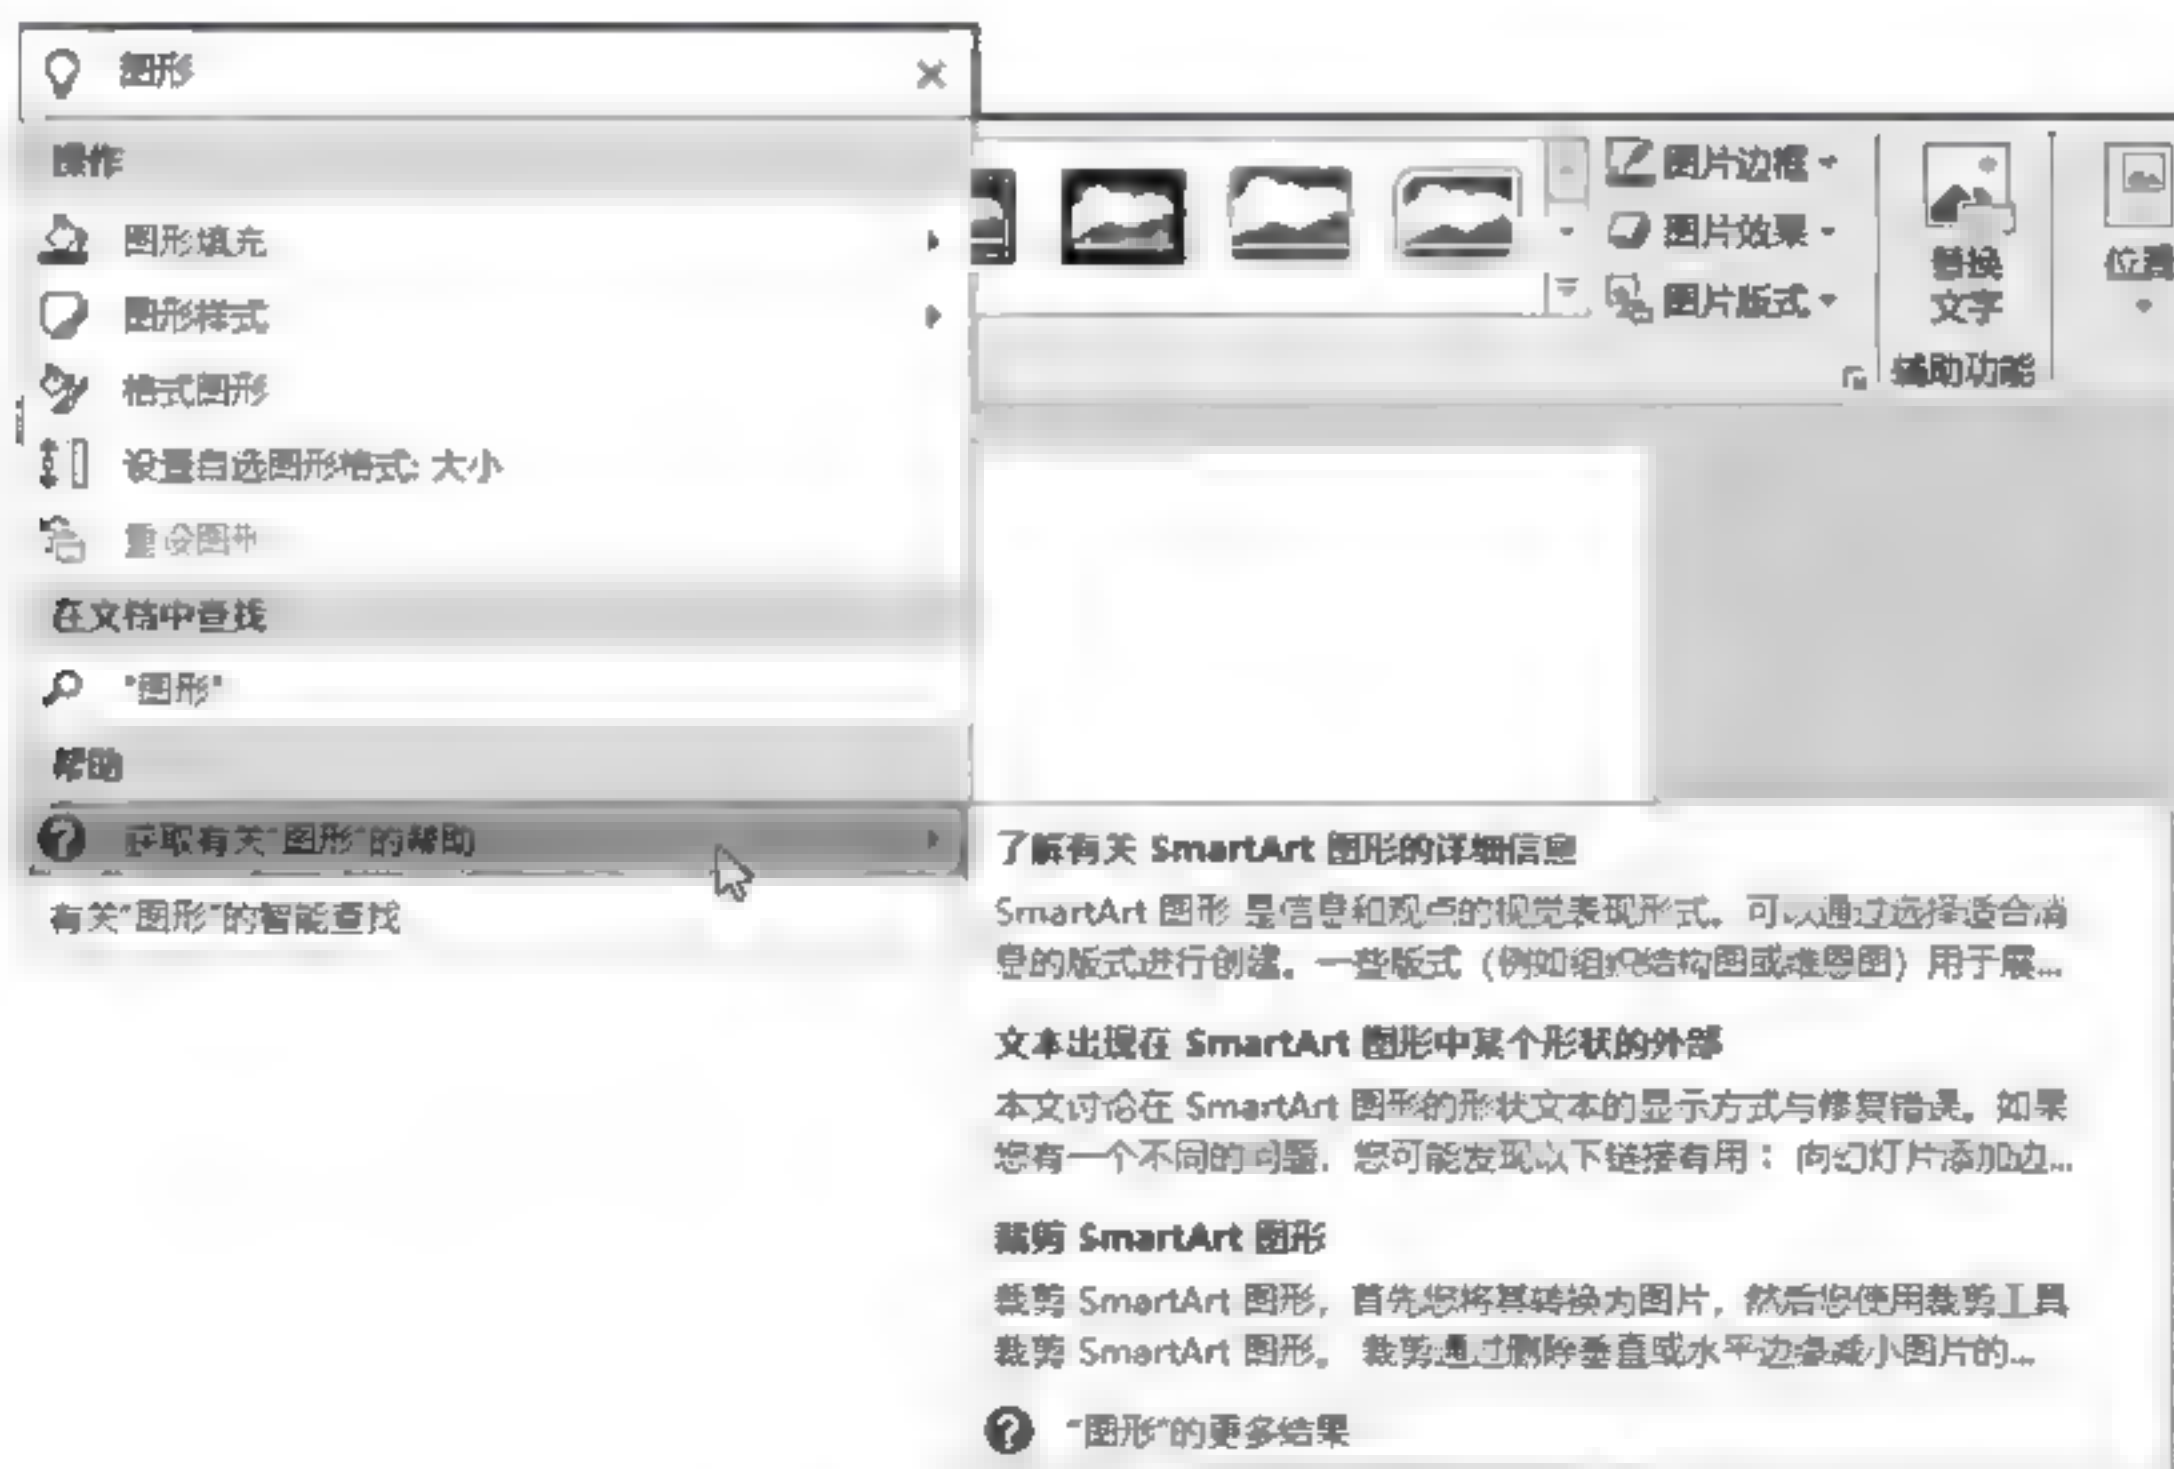 图形
操作
图形填充
图形样式
格式图形
设置自选图形格式: 大小
重设图片
在文档中查找
"图形"
帮助
获取有关"图形"的帮助
有关"图形"的智能查找
图片边框
图片效果
图片版式
替换
文字
辅助功能
位置
了解有关 SmartArt 图形的详细信息
SmartArt 图形 是信息和观点的视觉表现形式。可以通过选择适合消
息的版式进行创建。一些版式（例如组织结构图或维恩图）用于展...
文本出现在 SmartArt 图形中某个形状的外部
本文讨论在 SmartArt 图形的形状文本的显示方式与修复错误。如果
您有一个不同的问题，您可能发现以下链接有用： 向幻灯片添加边...
裁剪 SmartArt 图形
裁剪 SmartArt 图形，首先您将其转换为图片，然后您使用裁剪工具
裁剪 SmartArt 图形。 裁剪通过删除垂直或水平边缘减小图片的...
"图形"的更多结果